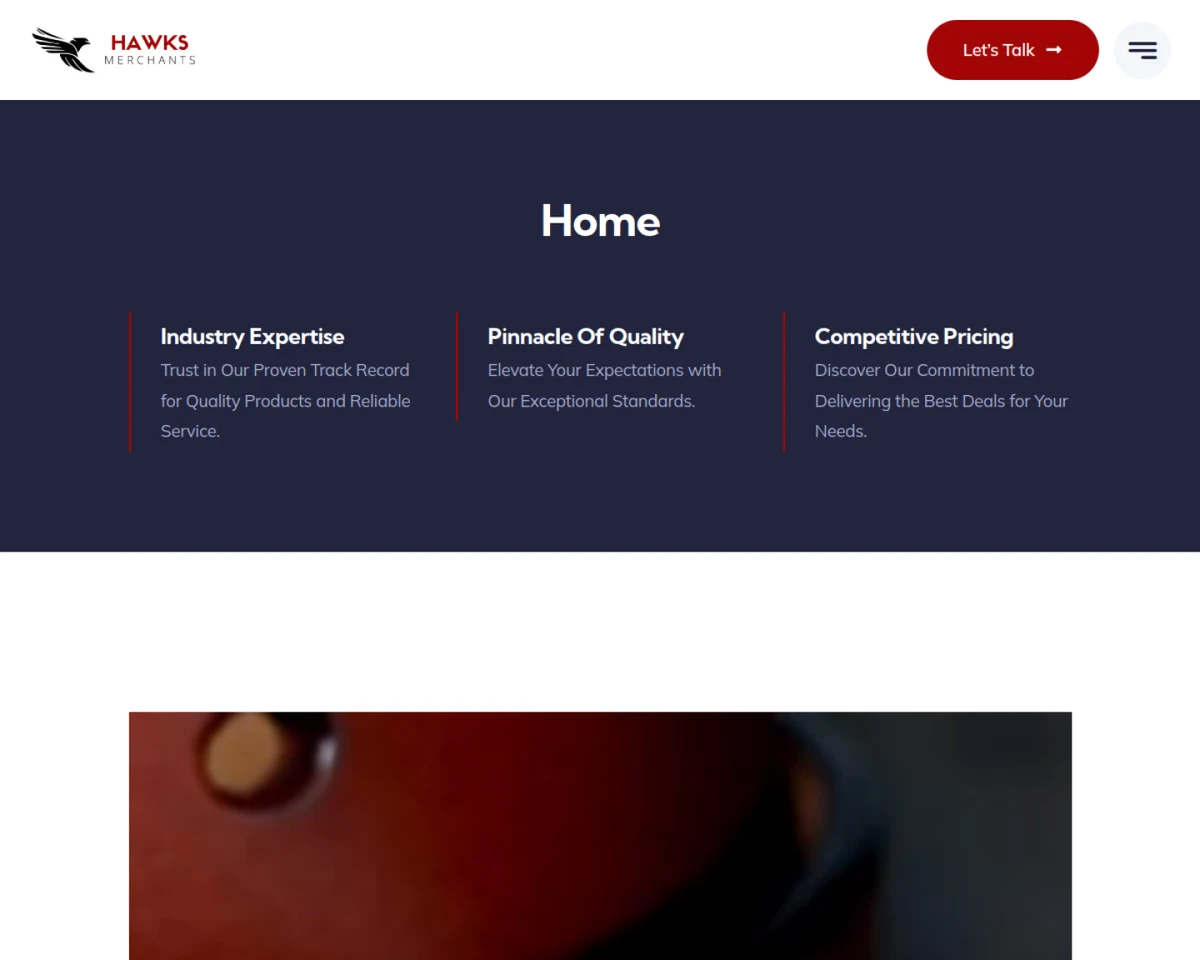 HAWKS
MERCHANTS
Let's Talk
Home
Industry Expertise
Trust in Our Proven Track Record
for Quality Products and Reliable
Service.
Pinnacle Of Quality
Elevate Your Expectations with
Our Exceptional Standards.
Competitive Pricing
Discover Our Commitment to
Delivering the Best Deals for Your
Needs.